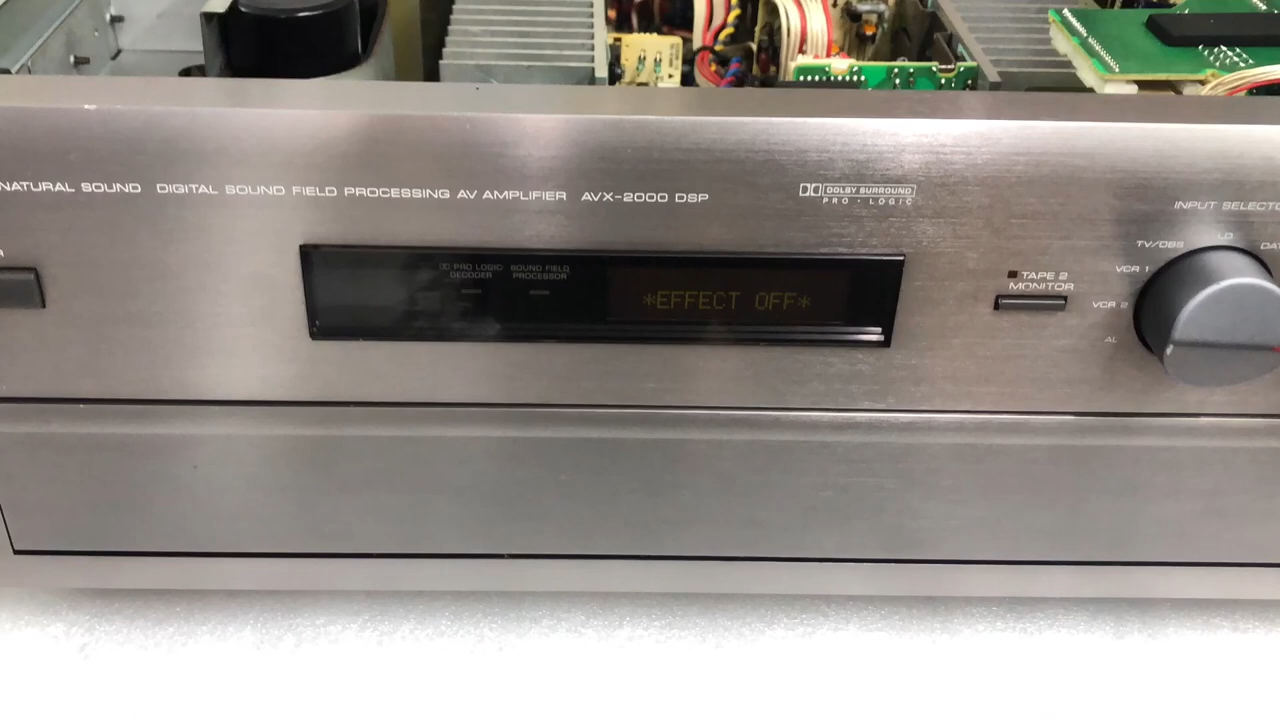 NATURAL SOUND DIGITAL SOUND FIELD PROCESSING AV AMPLIFIER AVX-2000 DSP
DOLBY SURROUND
PRO · LOGIC
INPUT SELECTO
R
PRO LOGIC
DECODER
SOUND FIELD
PROCESSOR
*EFFECT OFF*
TAPE 2
MONITOR
LD
TV/DBS
DAT
VCR 1
VCR 2